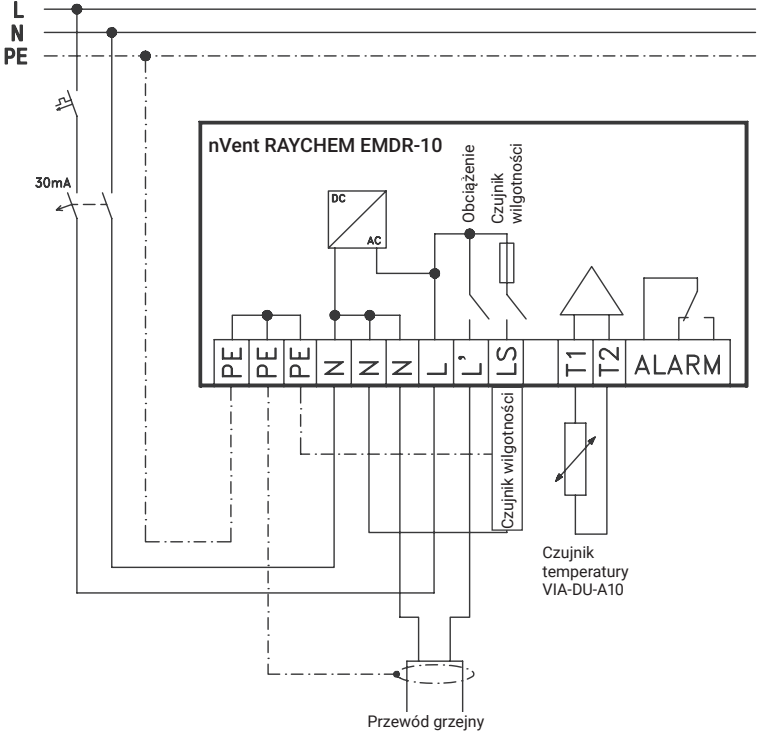 L
N
PE
nVent RAYCHEM EMDR-10
Obciążenie
Czujnik
wilgotności
30mA
DC
AC
PE PE PE N N N L L' LS T1 T2 ALARM
Czujnik wilgotności
Czujnik
temperatury
VIA-DU-A10
Przewód grzejny